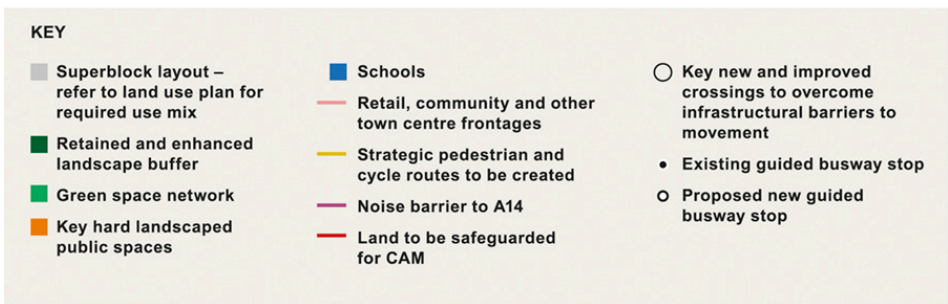 KEY
Superblock layout –
refer to land use plan for
required use mix
Retained and enhanced
landscape buffer
Green space network
Key hard landscaped
public spaces
Schools
Retail, community and other
town centre frontages
Strategic pedestrian and
cycle routes to be created
Noise barrier to A14
Land to be safeguarded
for CAM
Key new and improved
crossings to overcome
infrastructural barriers to
movement
Existing guided busway stop
Proposed new guided
busway stop